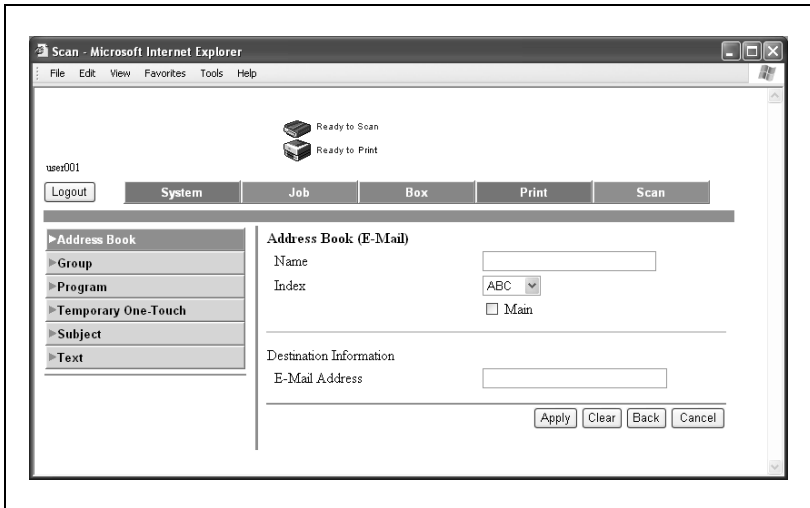 Scan - Microsoft Internet Explorer
File Edit View Favorites Tools Help
Ready to Scan
Ready to Print
user001
Logout System Job Box Print Scan
Address Book
Group
Program
Temporary One-Touch
Subject
Text
Address Book (E-Mail)
Name
Index ABC
Main
Destination Information
E-Mail Address
Apply Clear Back Cancel